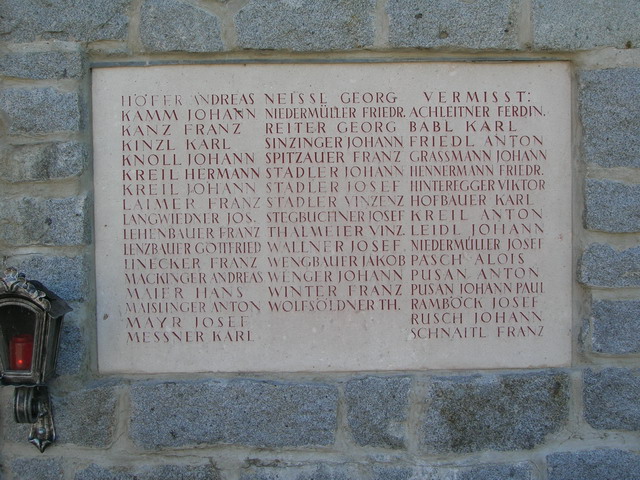 HÖFER ANDREAS
KAMM JOHANN
KANZ FRANZ
KINZL KARL
KNOLL JOHANN
KREIL HERMANN
KREIL JOHANN
LAIMER FRANZ
LANGWIEDNER JOS.
LEHENBAUER FRANZ
LENZBAUER GOTTFRIED
LINECKER FRANZ
MACKINGER ANDREAS
MAIER HANS
MAISLINGER ANTON
MAYR JOSEF
MESSNER KARL
NEISSL GEORG
NIEDERMÜLLER FRIEDR.
REITER GEORG
SINZINGER JOHANN
SPITZAUER FRANZ
STADLER JOHANN
STADLER JOSEF
STADLER VINZENZ
STEGBUCHNER JOSEF
THALMEIER VINZ.
WALLNER JOSEF.
WENGBAUER JAKOB
WENGER JOHANN
WINTER FRANZ
WOLFSÖLDNER TH.
VERMISST:
ACHLEITNER FERDIN.
BABL KARL
FRIEDL ANTON
GRASSMANN JOHANN
HENNERMANN FRIEDR.
HINTEREGGER VIKTOR
HOFBAUER KARL
KREIL ANTON
LEIDL JOHANN
NIEDERMÜLLER JOSEF
PASCH ALOIS
PUSAN ANTON
PUSAN JOHANN PAUL
RAMBÖCK JOSEF
RUSCH JOHANN
SCHNAITL FRANZ